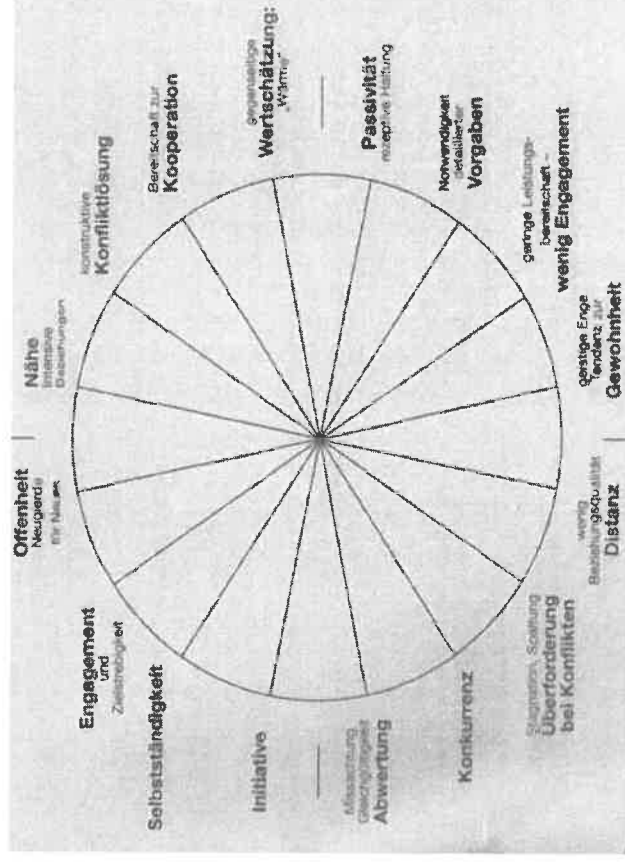 Offenheit
Neugierde
für Neues
Nähe
intensive
Beziehungen
konstruktive
Konfliktlösung
Bereitschaft zur
Kooperation
gegenseitige
Wertschätzung:
„Wärme“
Passivität
rezeptive Haltung
Notwendigkeit
detaillierter
Vorgaben
geringe Leistungs-
bereitschaft –
wenig Engagement
geistige Enge
Tendenz zur
Gewohnheit
wenig
Beziehungsqualität
Distanz
Stagnation, Spaltung
Überforderung
bei Konflikten
Konkurrenz
Missachtung
Gleichgültigkeit
Abwertung
Initiative
Selbstständigkeit
Engagement
und
Zielstrebigkeit